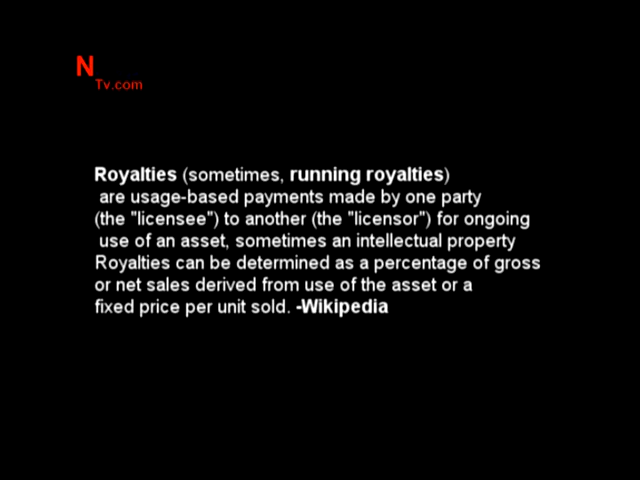 N
Tv.com
Royalties (sometimes, running royalties)
are usage-based payments made by one party
(the "licensee") to another (the "licensor") for ongoing
use of an asset, sometimes an intellectual property
Royalties can be determined as a percentage of gross
or net sales derived from use of the asset or a
fixed price per unit sold. -Wikipedia